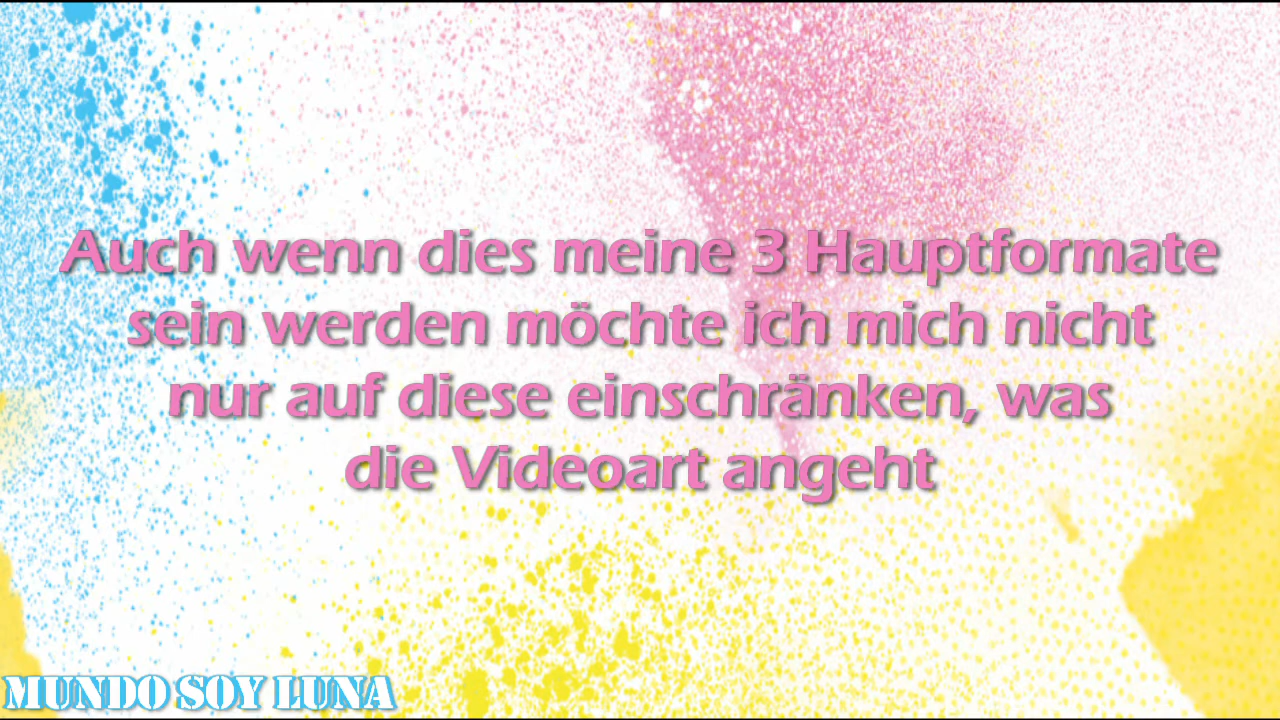 Auch wenn dies meine 3 Hauptformate
sein werden möchte ich mich nicht
nur auf diese einschränken, was
die Videoart angeht
MUNDO SOY LUNA